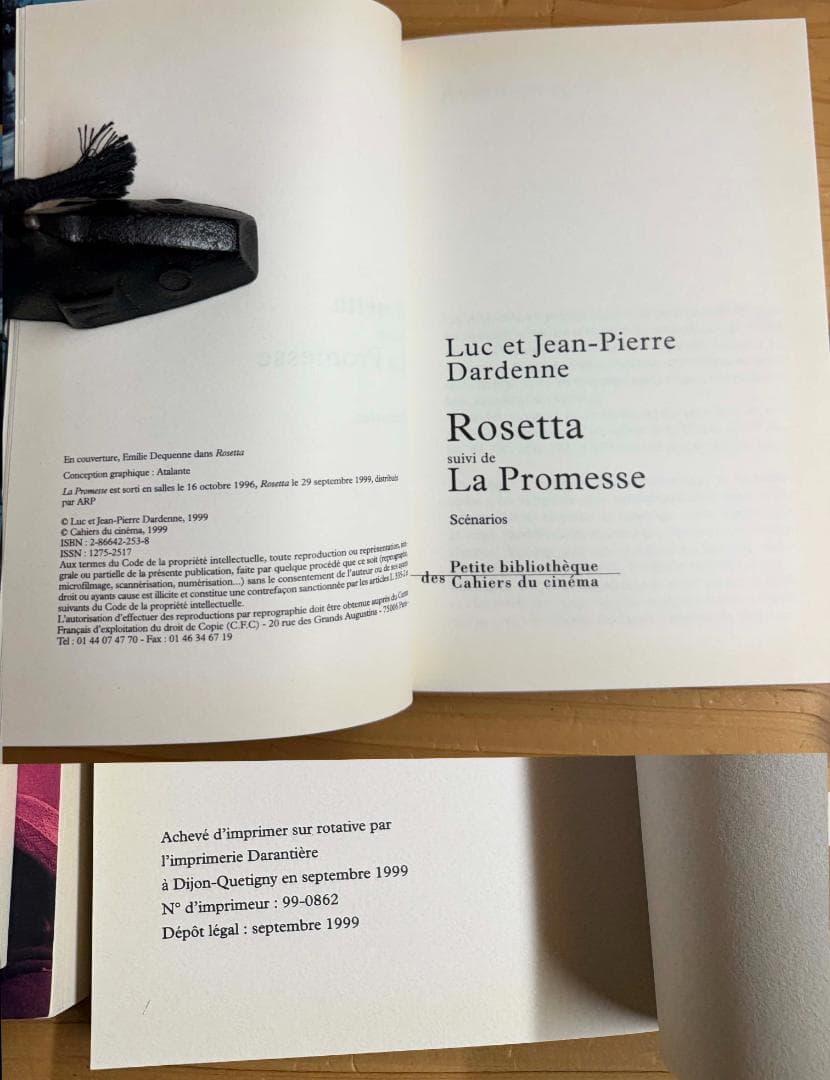 En couverture, Emilie Dequenne dans Rosetta
Conception graphique : Atalante
La Promesse est sorti en salles le 16 octobre 1996, Rosetta le 29 septembre 1999, distribués
par ARP
© Luc et Jean-Pierre Dardenne, 1999
© Cahiers du cinéma, 1999
ISBN : 2-86642-253-8
ISSN : 1275-2517
Aux termes du Code de la propriété intellectuelle, toute reproduction ou représentation, inté-
grale ou partielle de la présente publication, faite par quelque procédé que ce soit (reprographie,
microfilmage, scannérisation, numérisation...) sans le consentement de l'auteur ou de ses ayants
droit ou ayants cause est illicite et constitue une contrefaçon sanctionnée par les articles L 335-2 à
suivants du Code de la propriété intellectuelle.
L'autorisation d'effectuer des reproductions par reprographie doit être obtenue auprès du Centre
Français d'exploitation du droit de Copie (C.F.C) - 20 rue des Grands Augustins - 75006 Paris-
Tel : 01 44 07 47 70 - Fax : 01 46 34 67 19
Luc et Jean-Pierre
Dardenne
Rosetta
suivi de
La Promesse
Scénarios
Petite bibliothèque
des Cahiers du cinéma
Achevé d'imprimer sur rotative par
l'imprimerie Darantière
à Dijon-Quetigny en septembre 1999
N° d'imprimeur : 99-0862
Dépôt légal : septembre 1999